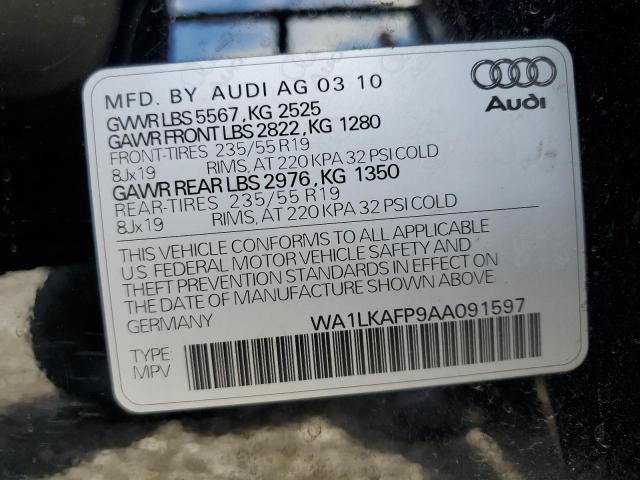 MFD. BY AUDI AG 03 10
GVWR LBS 5567, KG 2525
GAWR FRONT LBS 2822, KG 1280
FRONT-TIRES 235/55 R19
8Jx19 RIMS, AT 220 KPA 32 PSI COLD
GAWR REAR LBS 2976, KG 1350
REAR-TIRES 235/55 R19
8Jx19 RIMS, AT 220 KPA 32 PSI COLD
THIS VEHICLE CONFORMS TO ALL APPLICABLE
U.S. FEDERAL MOTOR VEHICLE SAFETY AND
THEFT PREVENTION STANDARDS IN EFFECT ON
THE DATE OF MANUFACTURE SHOWN ABOVE.
GERMANY WA1LKAFP9AA091597
TYPE:
MPV
Audi